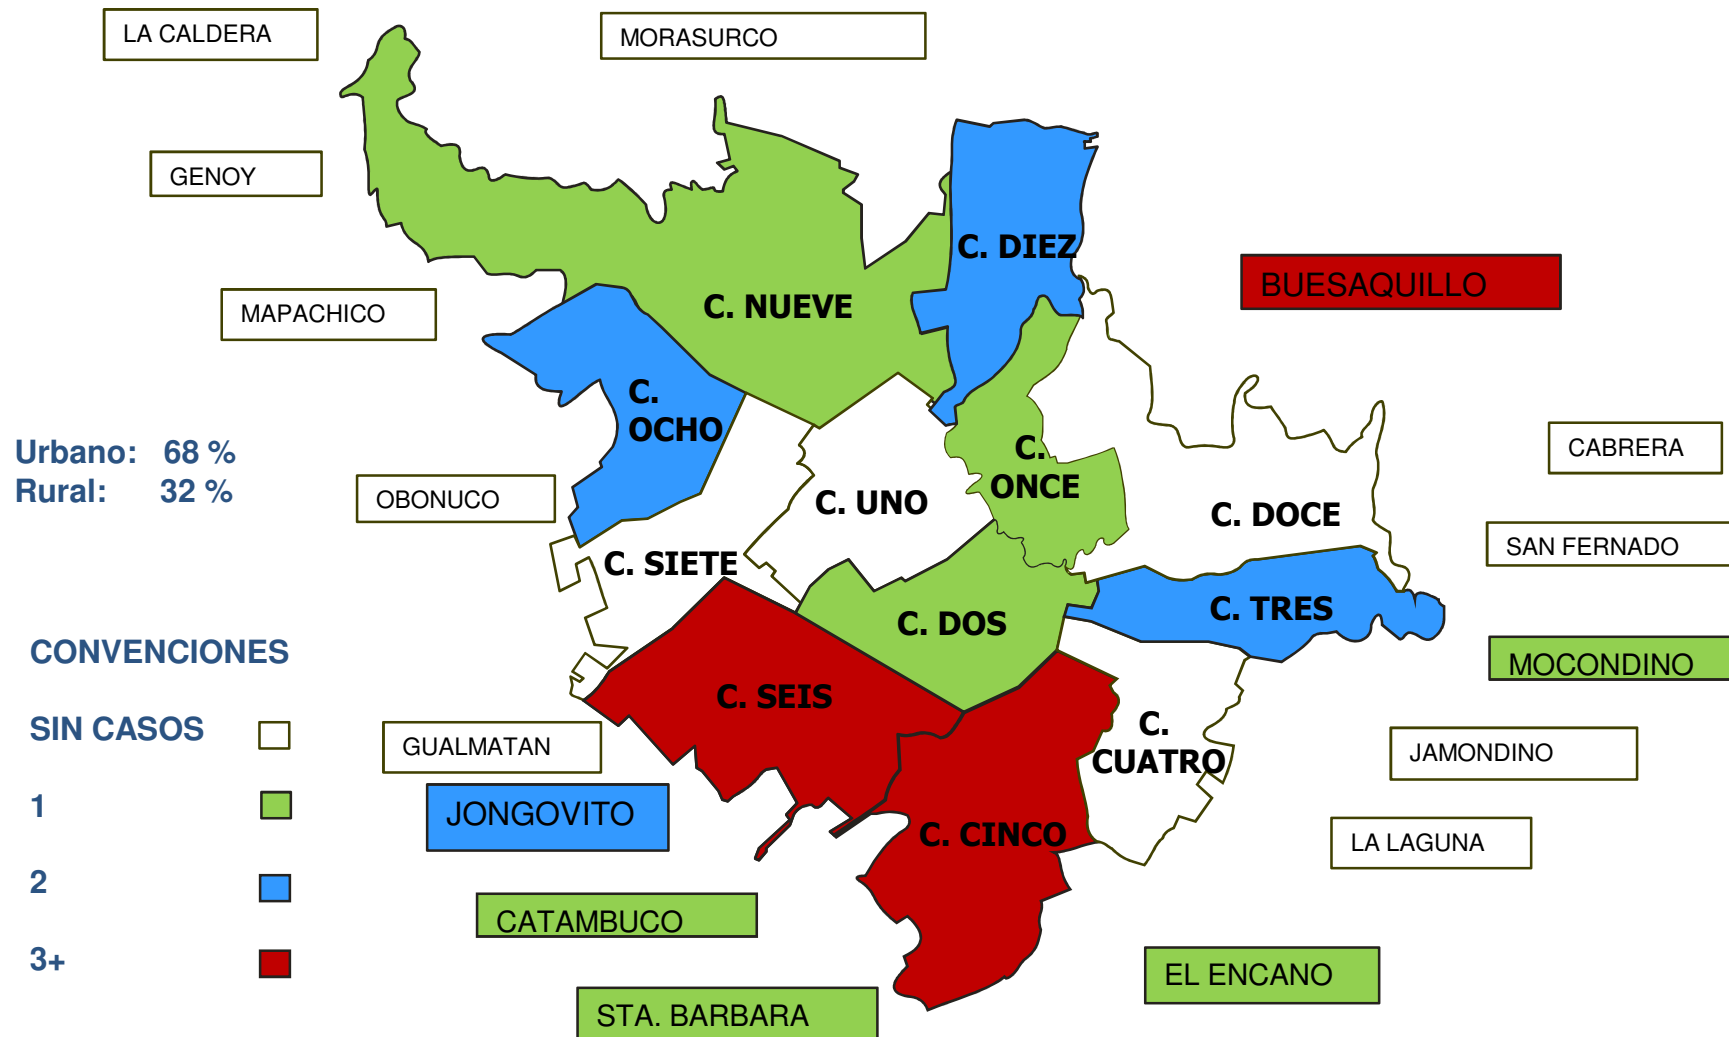 LA CALDERA
MORASURCO
GENOY
C. DIEZ
BUESAQUILLO
MAPACHICO
C. NUEVE
C.
OCHO
Urbano: 68 %
Rural: 32 %
CABRERA
C.
ONCE
OBONUCO
C. UNO
C. DOCE
SAN FERNADO
C. SIETE
C. DOS
C. TRES
CONVENCIONES
MOCONDINO
C. SEIS
SIN CASOS
C.
CUATRO
GUALMATAN
JAMONDINO
1
JONGOVITO
C. CINCO
LA LAGUNA
2
CATAMBUCO
3+
EL ENCANO
STA. BARBARA